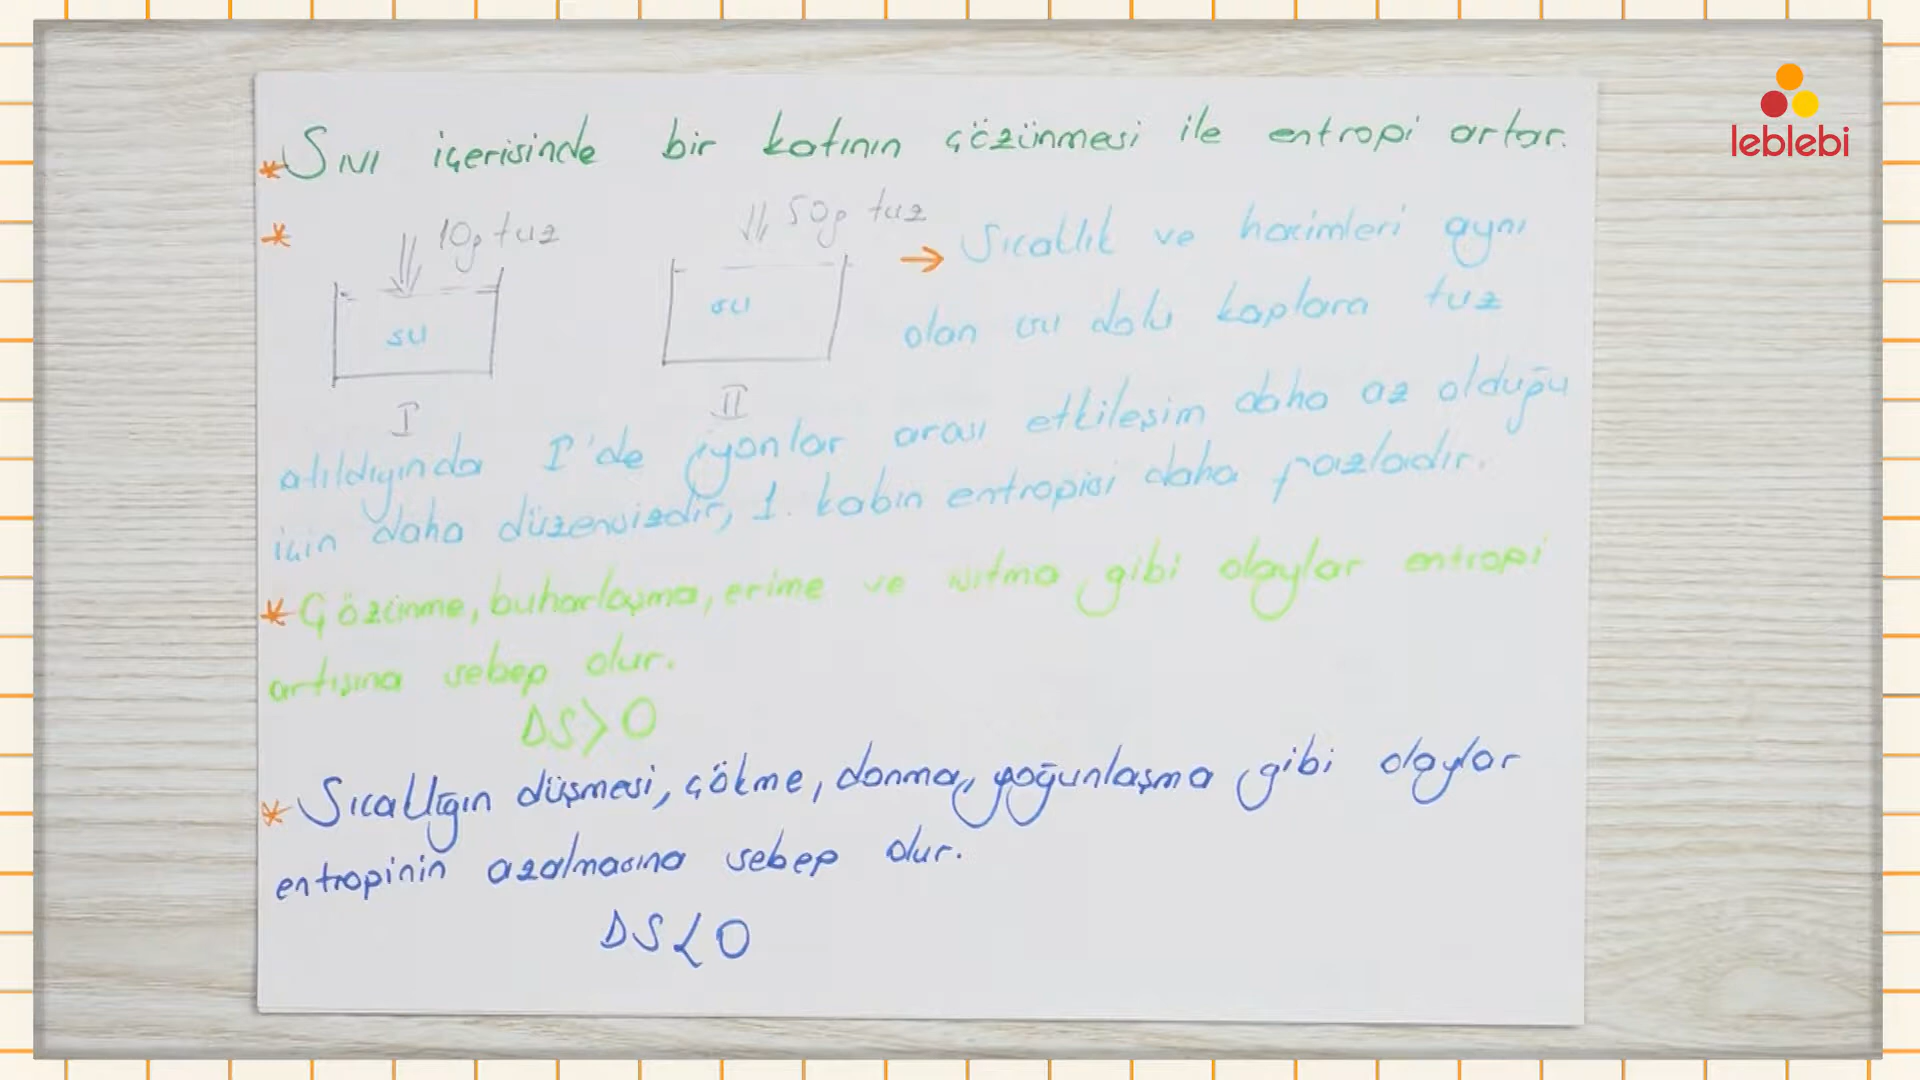 leblebi
* Sıvı içerisinde bir katının çözünmesi ile entropi artar.
* 10g tuz
50g tuz
su
su
I
II
→ Sıcaklık ve hacimleri aynı
olan su dolu kaplara tuz
atıldığında I'de iyonlar arası etkileşim daha az olduğu
için daha düzensizdir, 1. kabın entropisi daha fazladır.
* Çözünme, buharlaşma, erime ve ısıtma gibi olaylar entropi
artışına sebep olur.
ΔS>0
* Sıcaklığın düşmesi, çökme, donma, yoğunlaşma gibi olaylar
entropinin azalmasına sebep olur.
ΔS<0